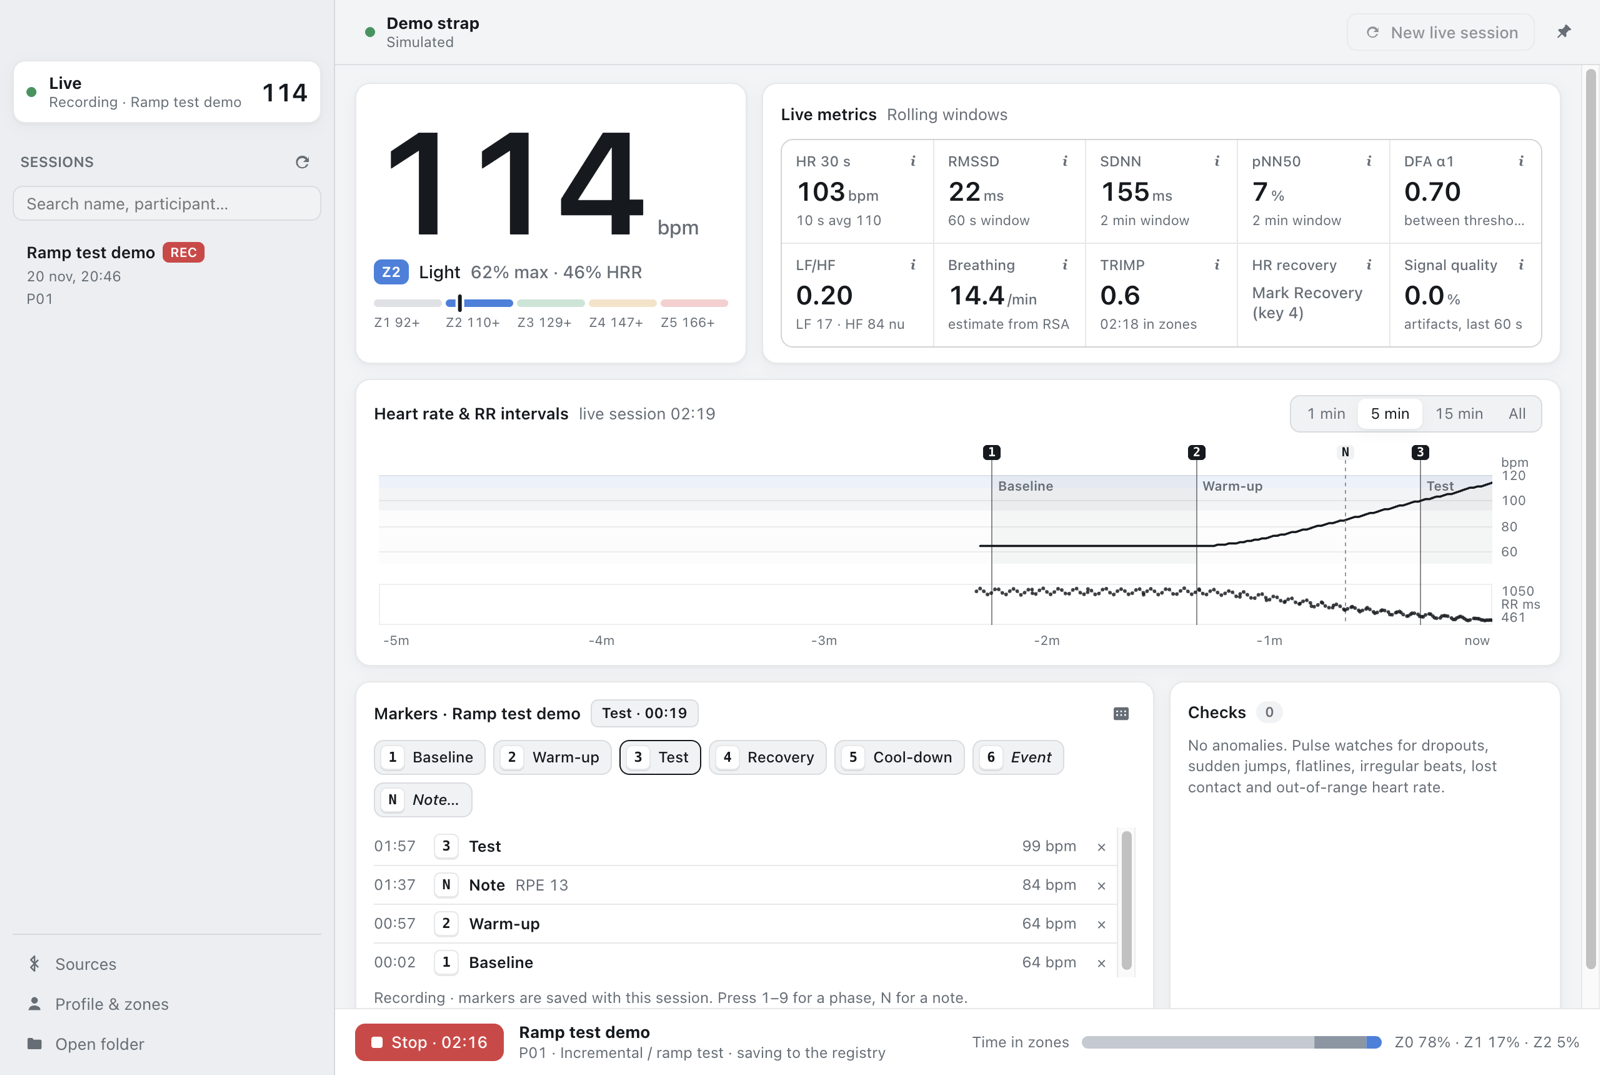 Demo strap
Simulated
New live session
Live
Recording · Ramp test demo
114
SESSIONS
Search name, participant...
Ramp test demo REC
20 nov, 20:46
P01
Sources
Profile & zones
Open folder
114 bpm
Z2 Light 62% max · 46% HRR
Z1 92+ Z2 110+ Z3 129+ Z4 147+ Z5 166+
Live metrics Rolling windows
HR 30 s i RMSSD i SDNN i pNN50 i DFA α1 i
103 bpm 22 ms 155 ms 7 % 0.70
10 s avg 110 60 s window 2 min window 2 min window between thresho...
LF/HF i Breathing i TRIMP i HR recovery i Signal quality i
0.20 14.4 /min 0.6 Mark Recovery (key 4) 0.0 %
LF 17 · HF 84 nu estimate from RSA 02:18 in zones artifacts, last 60 s
Heart rate & RR intervals live session 02:19
1 min 5 min 15 min All
1 2 N 3
bpm
Baseline Warm-up Test
120
100
80
60
1050
RR ms
461
-5m -4m -3m -2m -1m now
Markers · Ramp test demo Test · 00:19
1 Baseline 2 Warm-up 3 Test 4 Recovery 5 Cool-down 6 Event
N Note...
01:57 3 Test 99 bpm ×
01:37 N Note RPE 13 84 bpm ×
00:57 2 Warm-up 64 bpm ×
00:02 1 Baseline 64 bpm ×
Recording · markers are saved with this session. Press 1–9 for a phase, N for a note.
Checks 0
No anomalies. Pulse watches for dropouts,
sudden jumps, flatlines, irregular beats, lost
contact and out-of-range heart rate.
Stop · 02:16
Ramp test demo
P01 · Incremental / ramp test · saving to the registry
Time in zones
Z0 78% · Z1 17% · Z2 5%